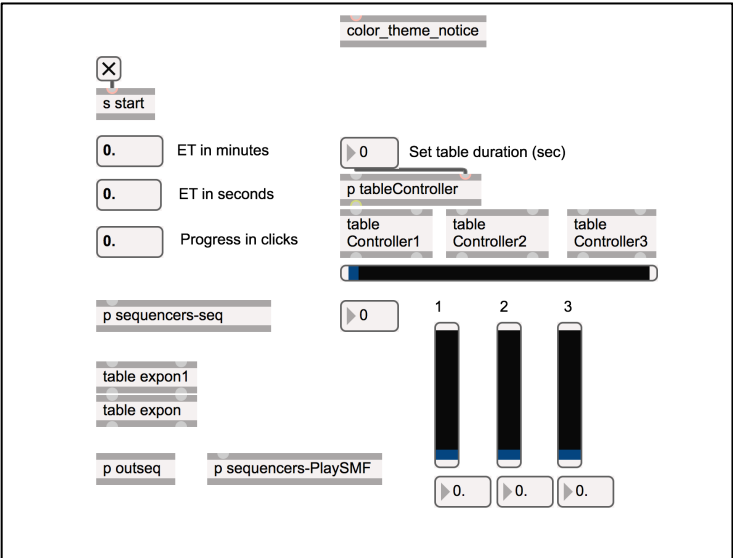 color_theme_notice
s start
0.
ET in minutes
0
Set table duration (sec)
0.
ET in seconds
p tableController
table
Controller1
table
Controller2
table
Controller3
0.
Progress in clicks
p sequencers-seq
0
1
2
3
table expon1
table expon
p outseq
p sequencers-PlaySMF
0.
0.
0.